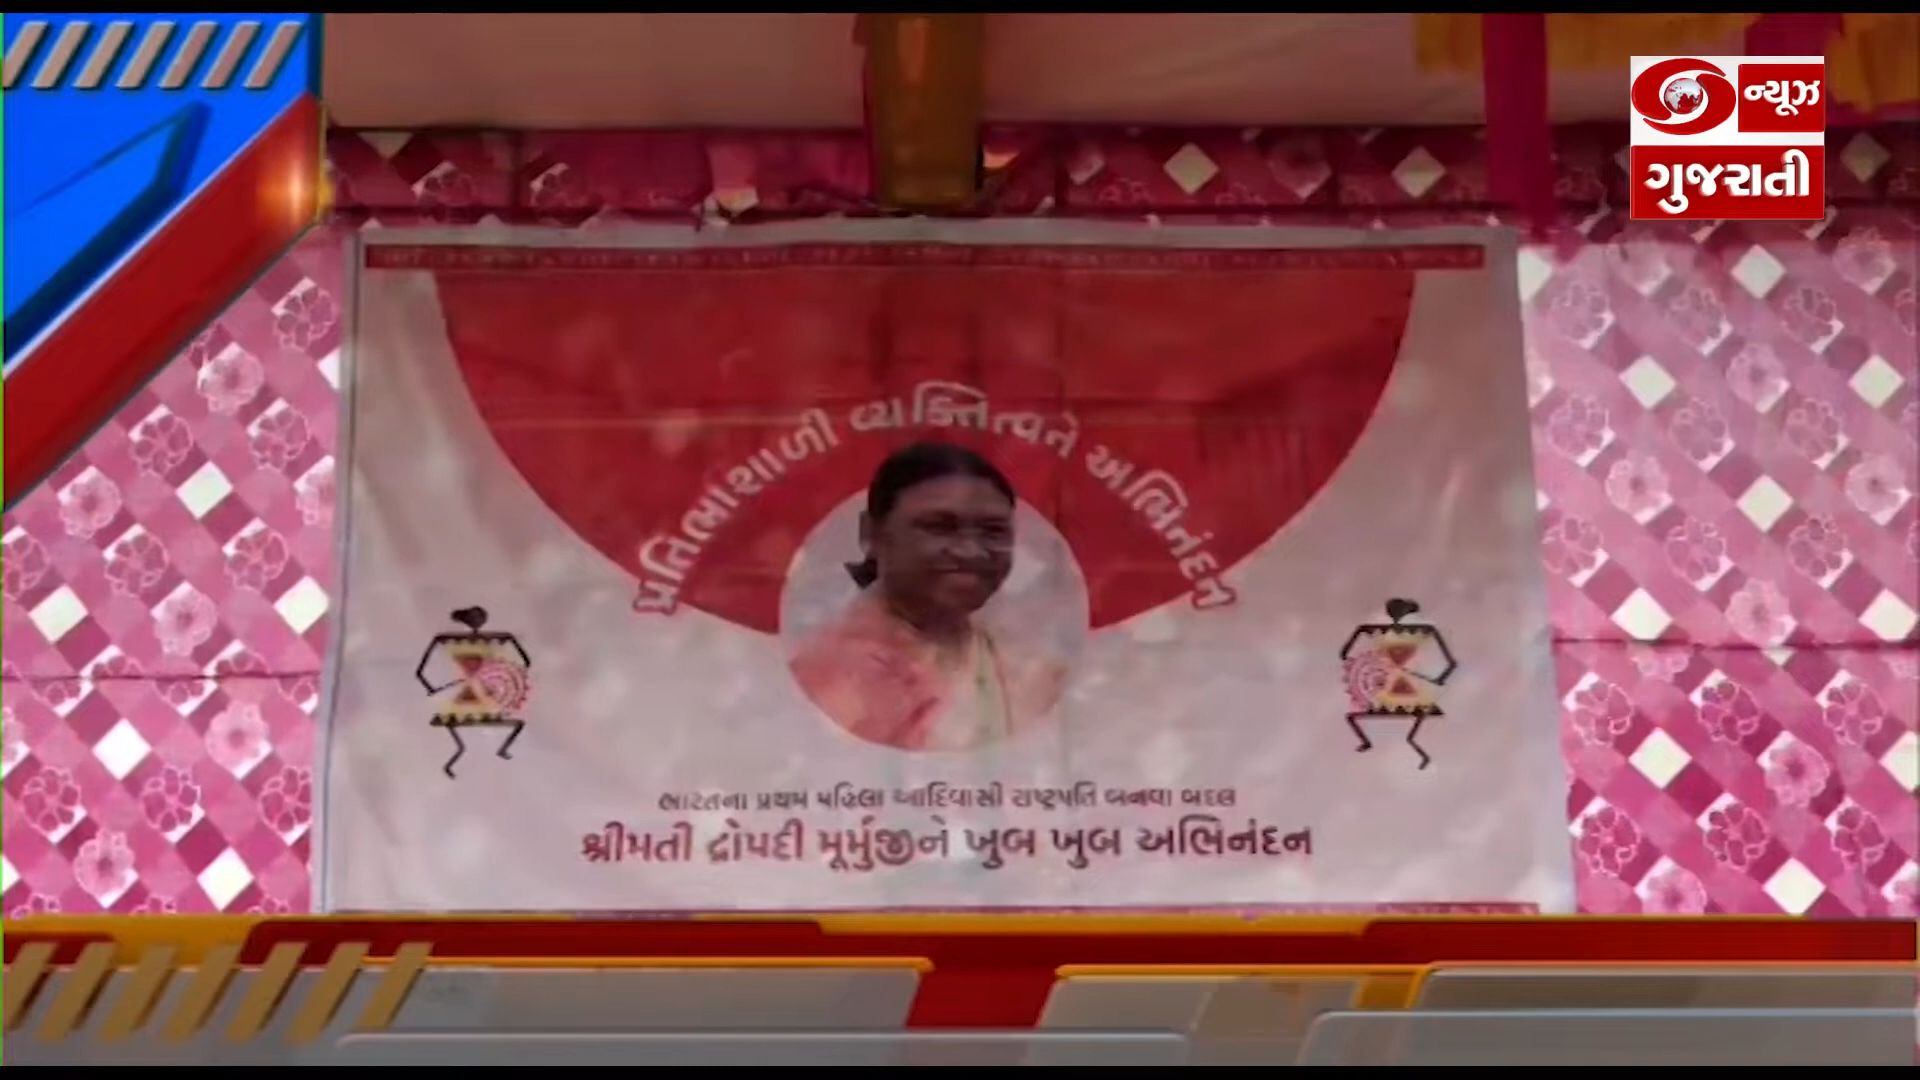 ન્યૂઝ
ગુજરાતી
પ્રતિભાશાળી વ્યક્તિત્વને અભિનંદન
ભારતના પ્રથમ મહિલા આદિવાસી રાષ્ટ્રપતિ બનવા બદલ
શ્રીમતી દ્રોપદી મૂર્મુજીને ખુબ ખુબ અભિનંદન